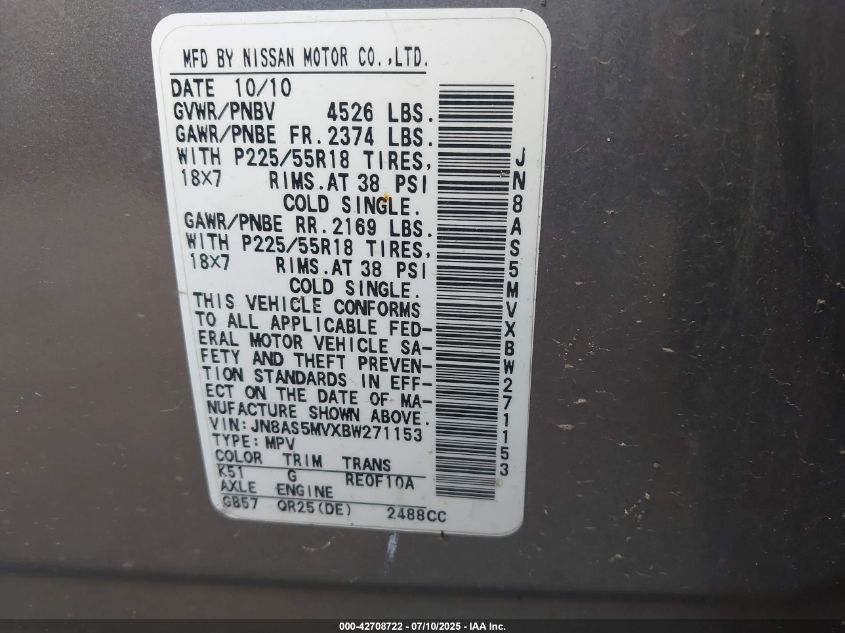 MFD BY NISSAN MOTOR CO.,LTD.
DATE 10/10
GVWR/PNBV 4526 LBS.
GAWR/PNBE FR. 2374 LBS.
WITH P225/55R18 TIRES,
18X7 RIMS.AT 38 PSI
COLD SINGLE.
GAWR/PNBE RR. 2169 LBS.
WITH P225/55R18 TIRES,
18X7 RIMS.AT 38 PSI
COLD SINGLE.
THIS VEHICLE CONFORMS
TO ALL APPLICABLE FED-
ERAL MOTOR VEHICLE SA-
FETY AND THEFT PREVEN-
TION STANDARDS IN EFF-
ECT ON THE DATE OF MA-
NUFACTURE SHOWN ABOVE.
VIN: JN8AS5MVXBW271153
TYPE: MPV
COLOR TRIM TRANS
K51 G RE0F10A
AXLE ENGINE
GB57 QR25(DE) 2488CC
JN8AS5MVXBW271153
000-42708722 - 07/10/2025 - IAA Inc.